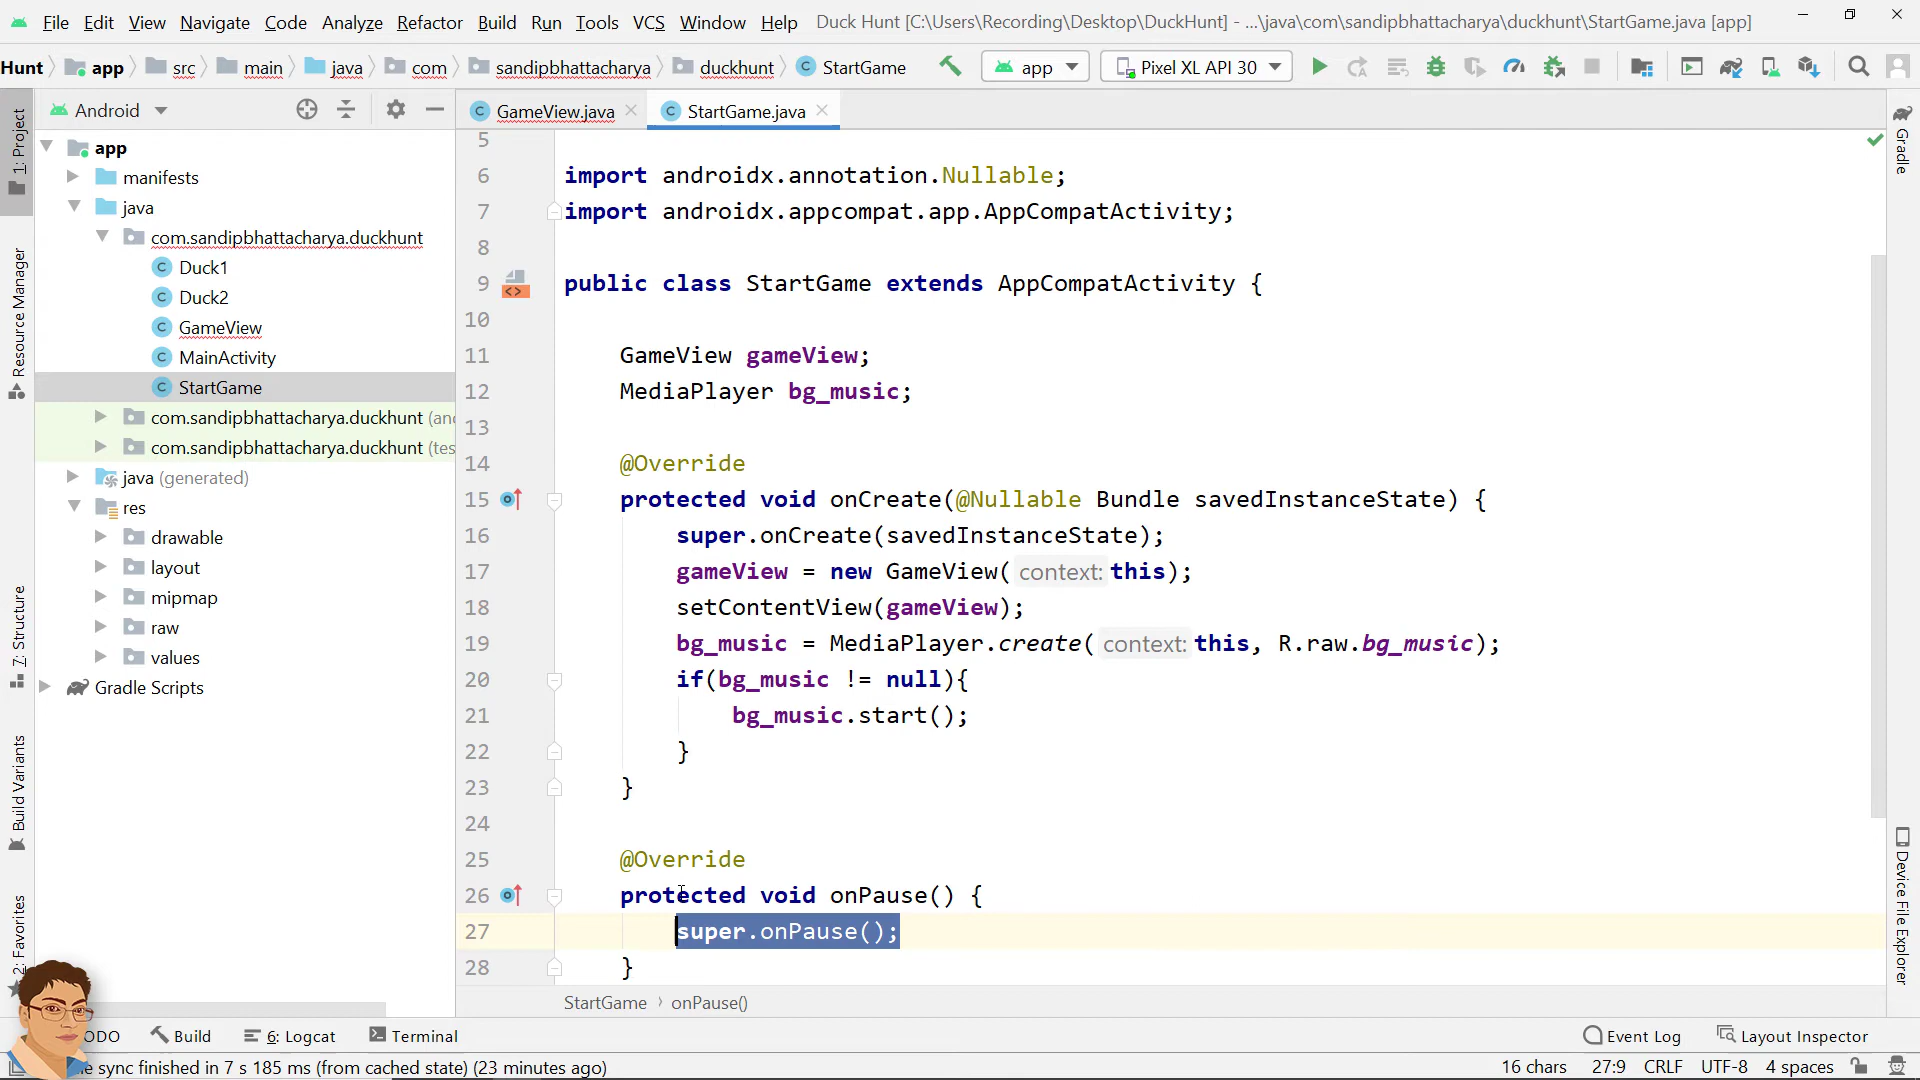 File Edit View Navigate Code Analyze Refactor Build Run Tools VCS Window Help Duck Hunt [C:\Users\Recording\Desktop\DuckHunt] - ...\java\com\sandipbhattacharya\duckhunt\StartGame.java [app]
Hunt app src main java com sandipbhattacharya duckhunt StartGame app Pixel XL API 30
Android
GameView.java StartGame.java
1: Project
Resource Manager
7: Structure
Build Variants
2: Favorites
app
manifests
java
com.sandipbhattacharya.duckhunt
Duck1
Duck2
GameView
MainActivity
StartGame
com.sandipbhattacharya.duckhunt (and
com.sandipbhattacharya.duckhunt (tes
java (generated)
res
drawable
layout
mipmap
raw
values
Gradle Scripts
5
6 import androidx.annotation.Nullable;
7 import androidx.appcompat.app.AppCompatActivity;
8
9 public class StartGame extends AppCompatActivity {
10
11 GameView gameView;
12 MediaPlayer bg_music;
13
14 @Override
15 protected void onCreate(@Nullable Bundle savedInstanceState) {
16 super.onCreate(savedInstanceState);
17 gameView = new GameView( context: this);
18 setContentView(gameView);
19 bg_music = MediaPlayer.create( context: this, R.raw.bg_music);
20 if(bg_music != null){
21 bg_music.start();
22 }
23 }
24
25 @Override
26 protected void onPause() {
27 super.onPause();
28 }
StartGame › onPause()
Gradle
Device File Explorer
ODO Build 6: Logcat Terminal Event Log Layout Inspector
sync finished in 7 s 185 ms (from cached state) (23 minutes ago) 16 chars 27:9 CRLF UTF-8 4 spaces